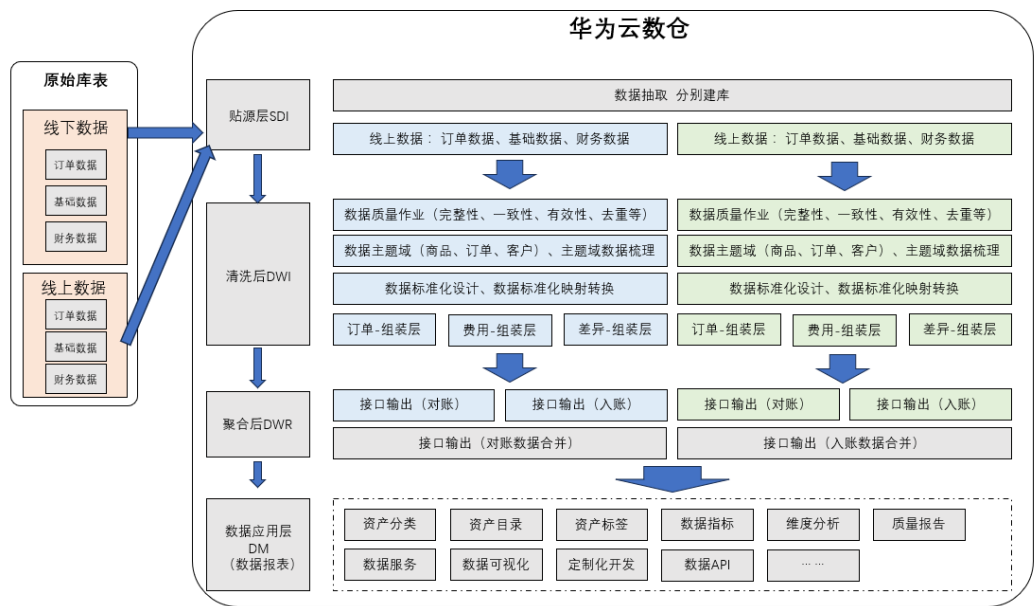 华为云数仓
原始库表
线下数据
订单数据
基础数据
财务数据
线上数据
订单数据
基础数据
财务数据
贴源层SDI
数据抽取 分别建库
线上数据：订单数据、基础数据、财务数据
线上数据：订单数据、基础数据、财务数据
清洗后DWI
数据质量作业（完整性、一致性、有效性、去重等）
数据质量作业（完整性、一致性、有效性、去重等）
数据主题域（商品、订单、客户）、主题域数据梳理
数据主题域（商品、订单、客户）、主题域数据梳理
数据标准化设计、数据标准化映射转换
数据标准化设计、数据标准化映射转换
订单-组装层
费用-组装层
差异-组装层
订单-组装层
费用-组装层
差异-组装层
聚合后DWR
接口输出（对账）
接口输出（入账）
接口输出（对账）
接口输出（入账）
接口输出（对账数据合并）
接口输出（入账数据合并）
数据应用层
DM
（数据报表）
资产分类
资产目录
资产标签
数据指标
维度分析
质量报告
数据服务
数据可视化
定制化开发
数据API
... ...